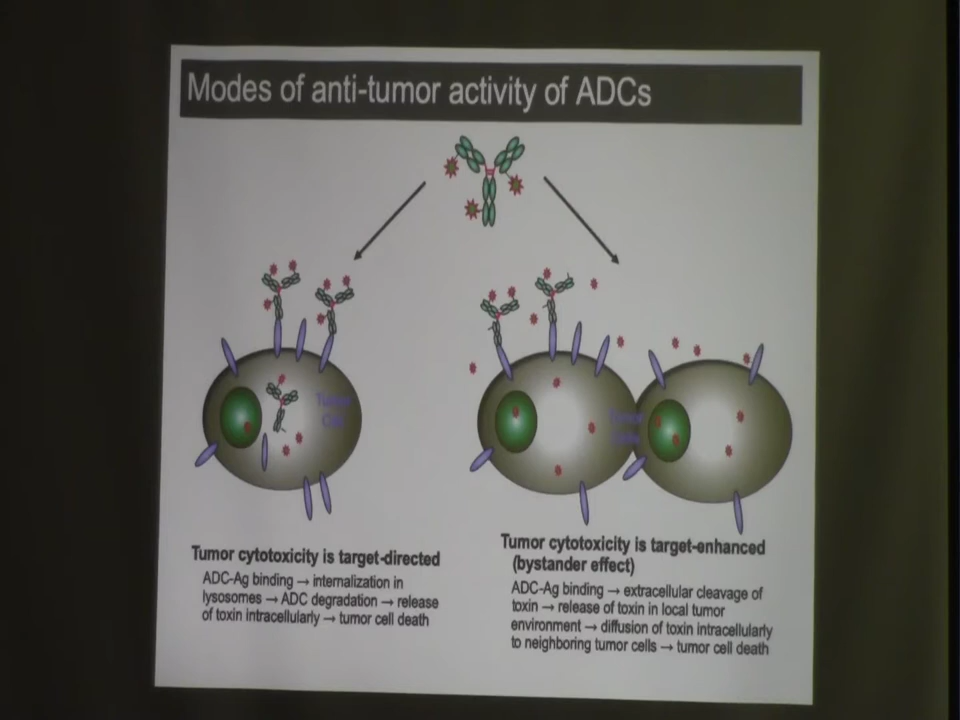 Modes of anti-tumor activity of ADCs
Tumor
Cell
Tumor
Tumor cytotoxicity is target-directed
ADC-Ag binding → internalization in
lysosomes → ADC degradation → release
of toxin intracellularly → tumor cell death
Tumor cytotoxicity is target-enhanced
(bystander effect)
ADC-Ag binding → extracellular cleavage of
toxin → release of toxin in local tumor
environment → diffusion of toxin intracellularly
to neighboring tumor cells → tumor cell death